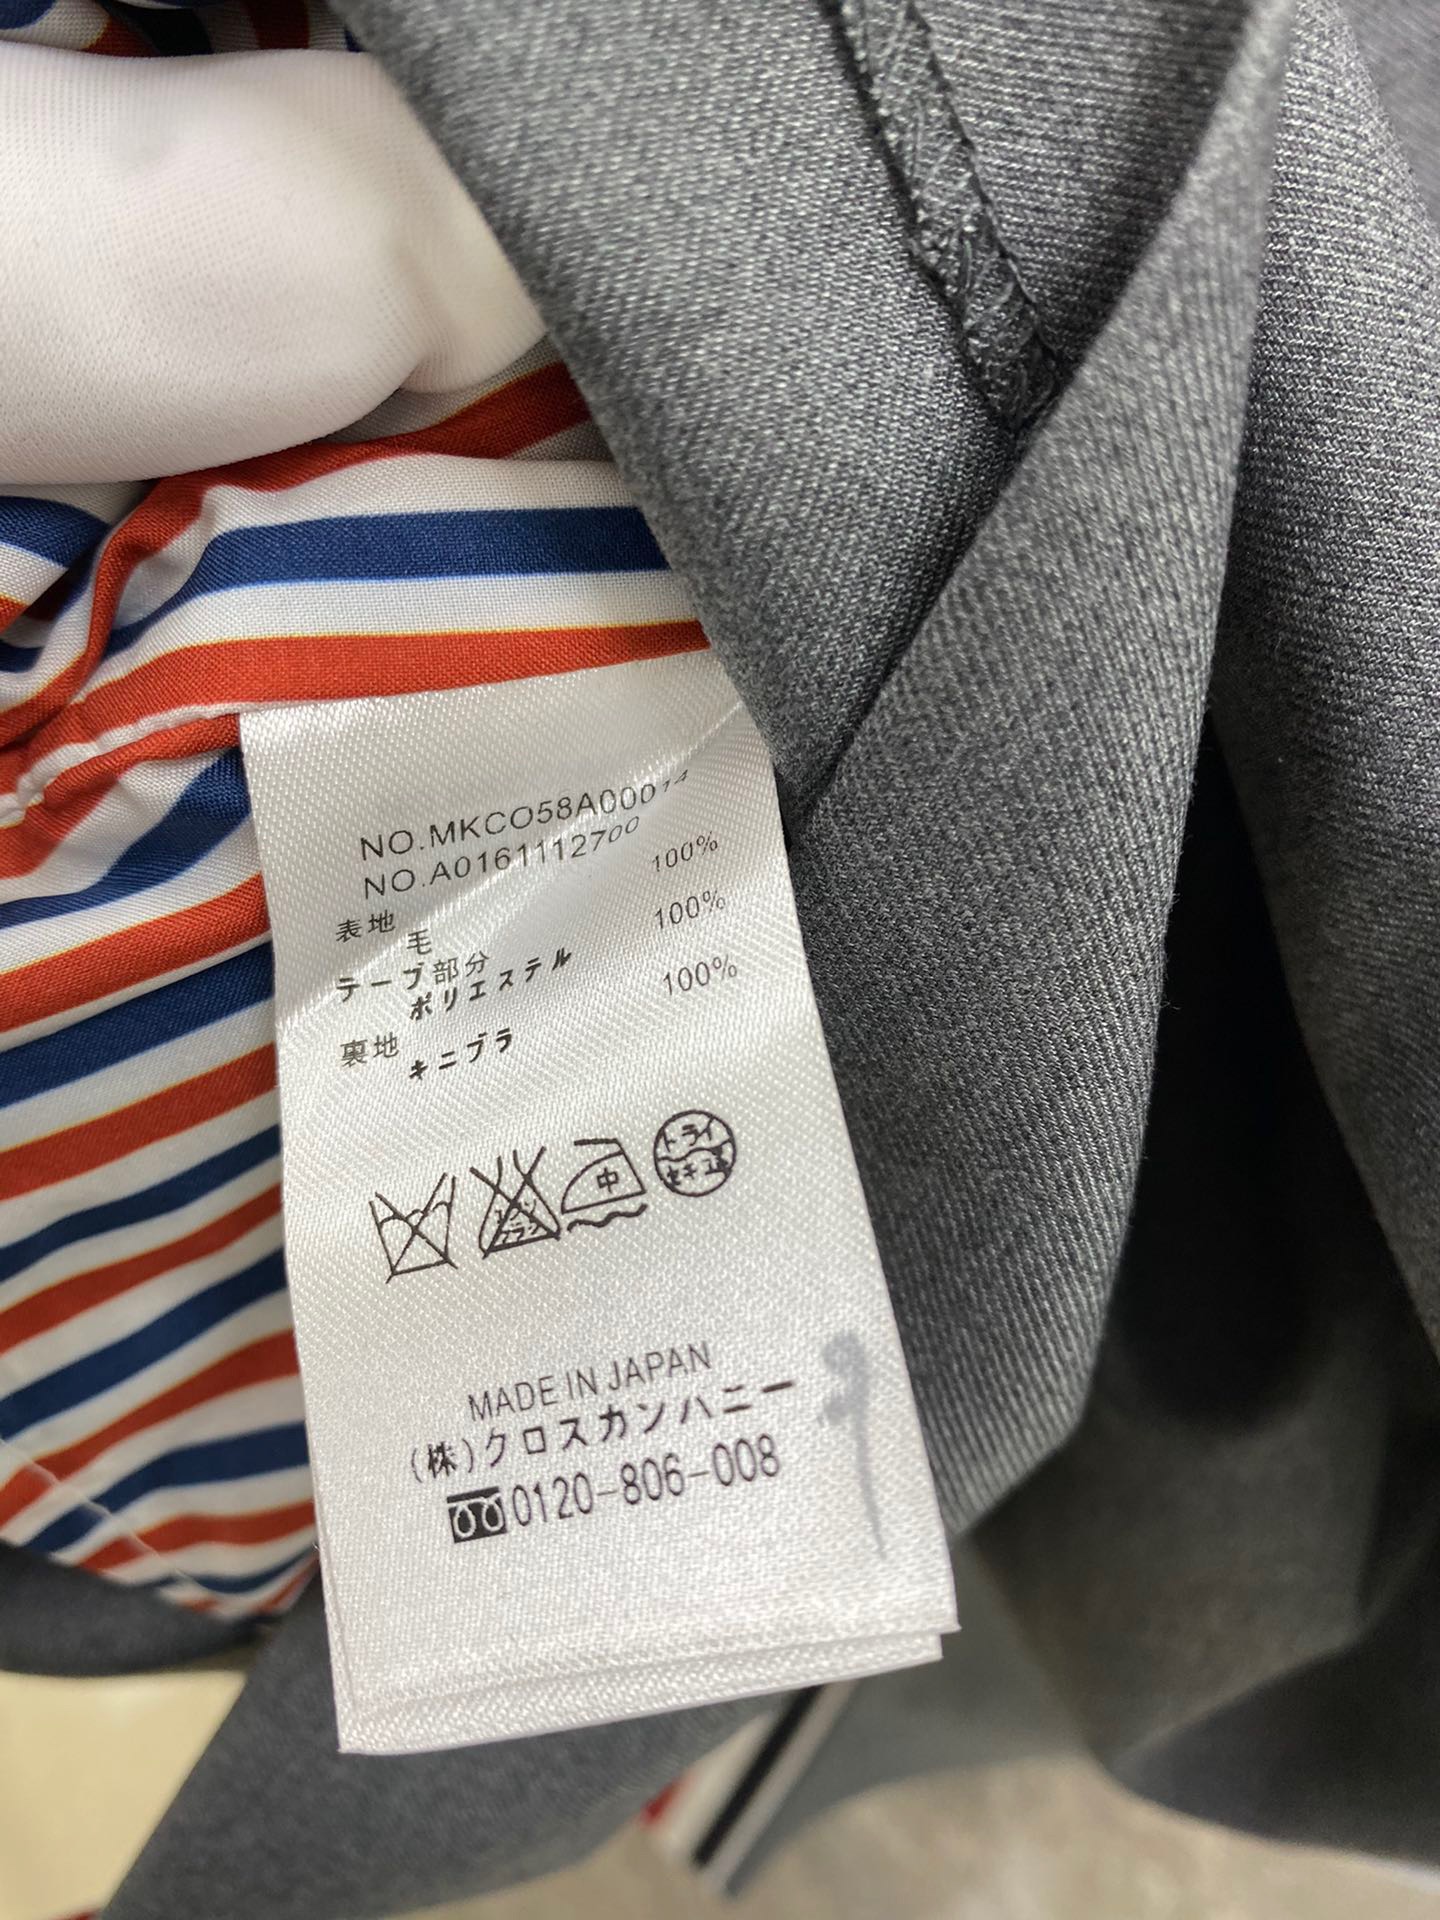 NO.MKCO58A00014
NO.A0161112700
表地 100%
毛
テープ部分 100%
ポリエステル
裏地 100%
キニプラ
中
ドライ
セキユ系
MADE IN JAPAN
(株)クロスカンハニー
0120-806-008